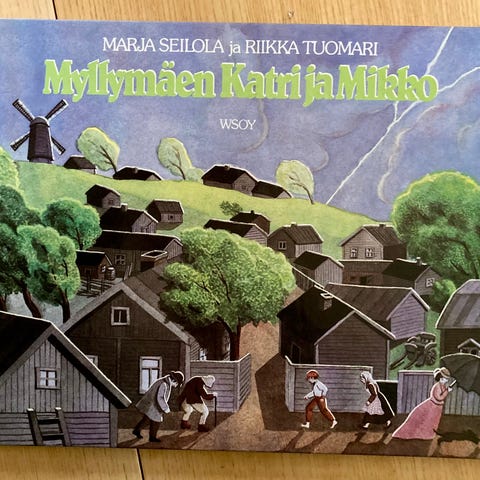 MARJA SEILOLA ja RIIKKA TUOMARI
Myllymäen Katri ja Mikko
WSOY